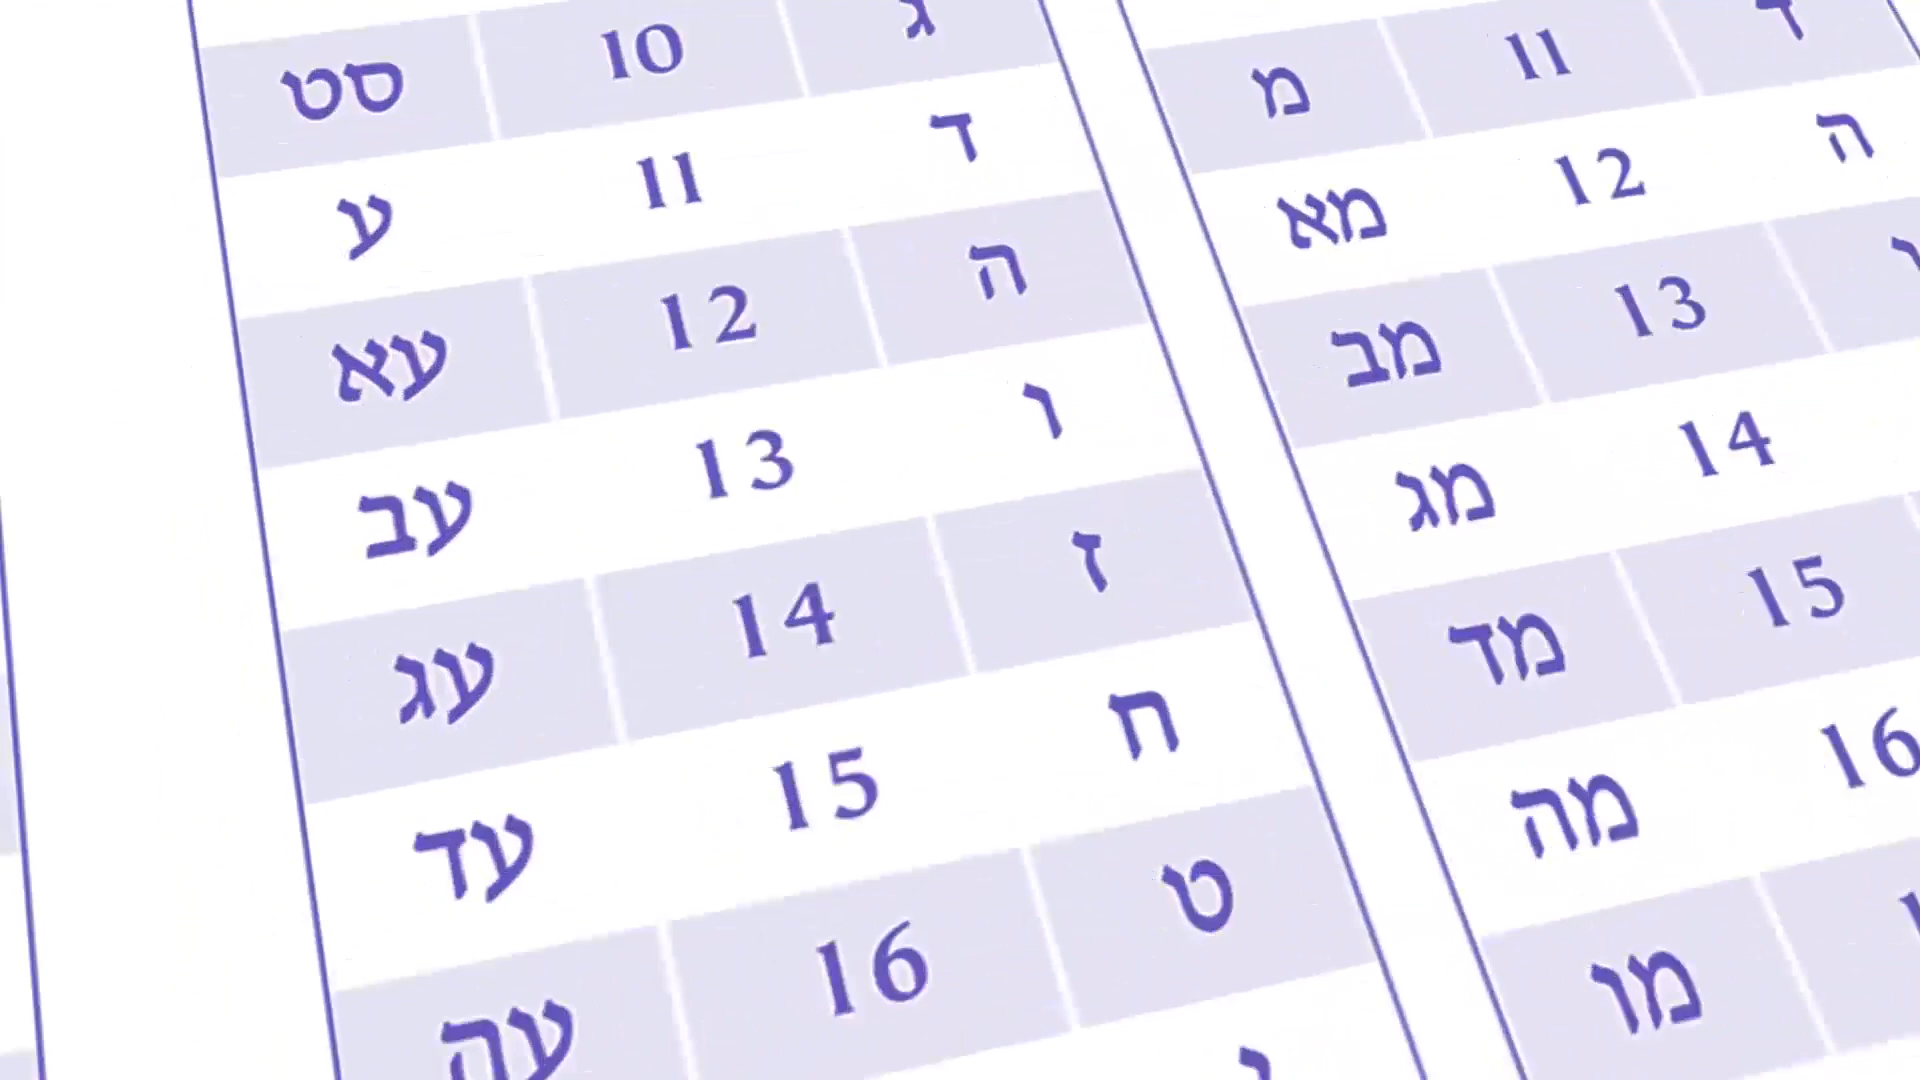 ד 11 מ
ה 12 מא
13 מב
14 מג
15 מד
16 מה
מו
ג 10 סט
ד 11 ע
ה 12 עא
ו 13 עב
ז 14 עג
ח 15 עד
ט 16 עה
י